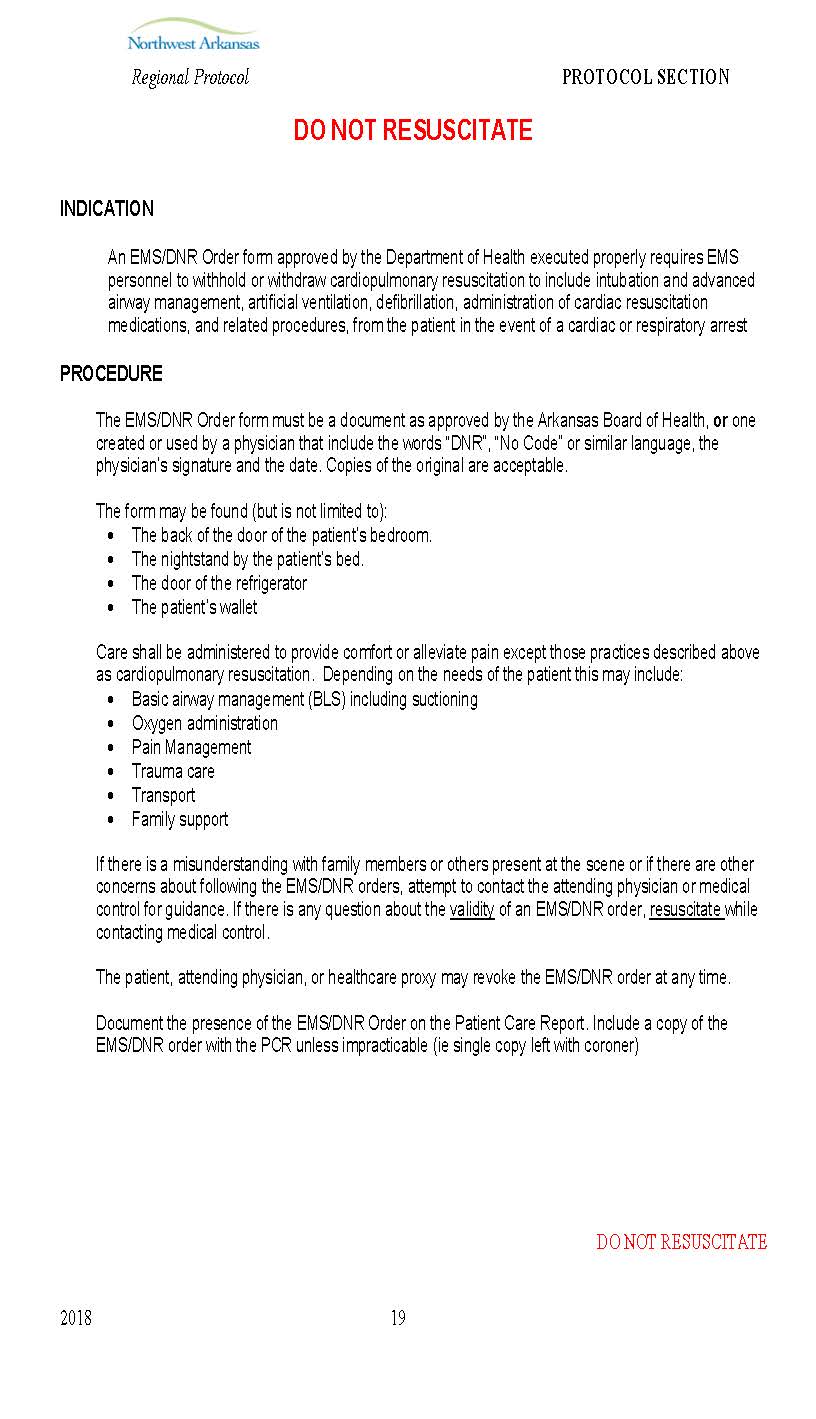 Northwest Arkansas
Regional Protocol PROTOCOL SECTION
DO NOT RESUSCITATE
INDICATION
An EMS/DNR Order form approved by the Department of Health executed properly requires EMS
personnel to withhold or withdraw cardiopulmonary resuscitation to include intubation and advanced
airway management, artificial ventilation, defibrillation, administration of cardiac resuscitation
medications, and related procedures, from the patient in the event of a cardiac or respiratory arrest
PROCEDURE
The EMS/DNR Order form must be a document as approved by the Arkansas Board of Health, or one
created or used by a physician that include the words “DNR”, “No Code” or similar language, the
physician’s signature and the date. Copies of the original are acceptable.
The form may be found (but is not limited to):
• The back of the door of the patient’s bedroom.
• The nightstand by the patient’s bed.
• The door of the refrigerator
• The patient’s wallet
Care shall be administered to provide comfort or alleviate pain except those practices described above
as cardiopulmonary resuscitation. Depending on the needs of the patient this may include:
• Basic airway management (BLS) including suctioning
• Oxygen administration
• Pain Management
• Trauma care
• Transport
• Family support
If there is a misunderstanding with family members or others present at the scene or if there are other
concerns about following the EMS/DNR orders, attempt to contact the attending physician or medical
control for guidance. If there is any question about the validity of an EMS/DNR order, resuscitate while
contacting medical control.
The patient, attending physician, or healthcare proxy may revoke the EMS/DNR order at any time.
Document the presence of the EMS/DNR Order on the Patient Care Report. Include a copy of the
EMS/DNR order with the PCR unless impracticable (ie single copy left with coroner)
DO NOT RESUSCITATE
2018 19